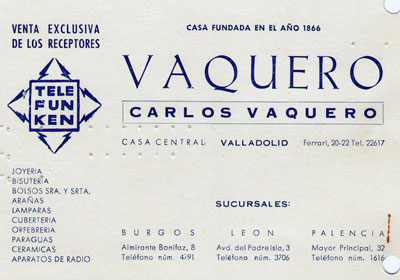 VENTA EXCLUSIVA
DE LOS RECEPTORES
TELE
FUN
KEN
CASA FUNDADA EN EL AÑO 1866
VAQUERO
CARLOS VAQUERO
CASA CENTRAL: VALLADOLID Ferrari, 20-22 Tel. 22617
JOYERIA
BISUTERIA
BOLSOS SRA. Y SRTA.
ARAÑAS
LAMPARAS
CUBERTERIA
ORFEBRERIA
PARAGUAS
CERAMICAS
APARATOS DE RADIO
SUCURSALES:
BURGOS
Almirante Bonifaz, 8
Teléfono núm. 4191
LEON
Avd. del Padre Isla, 3
Teléfono núm. 3706
PALENCIA
Mayor Principal, 32
Teléfono núm. 1616